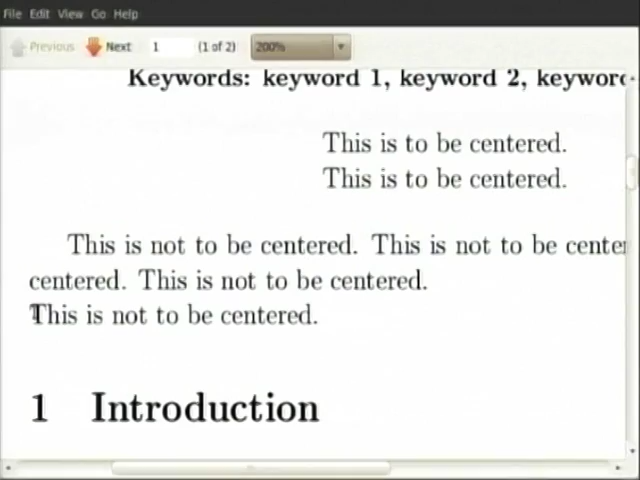 File Edit View Go Help
Previous Next 1 (1 of 2) 200%
Keywords: keyword 1, keyword 2,
This is to be centered.
This is to be centered.
This is not to be centered. This is not to be
centered. This is not to be centered.
This is not to be centered.
1 Introduction